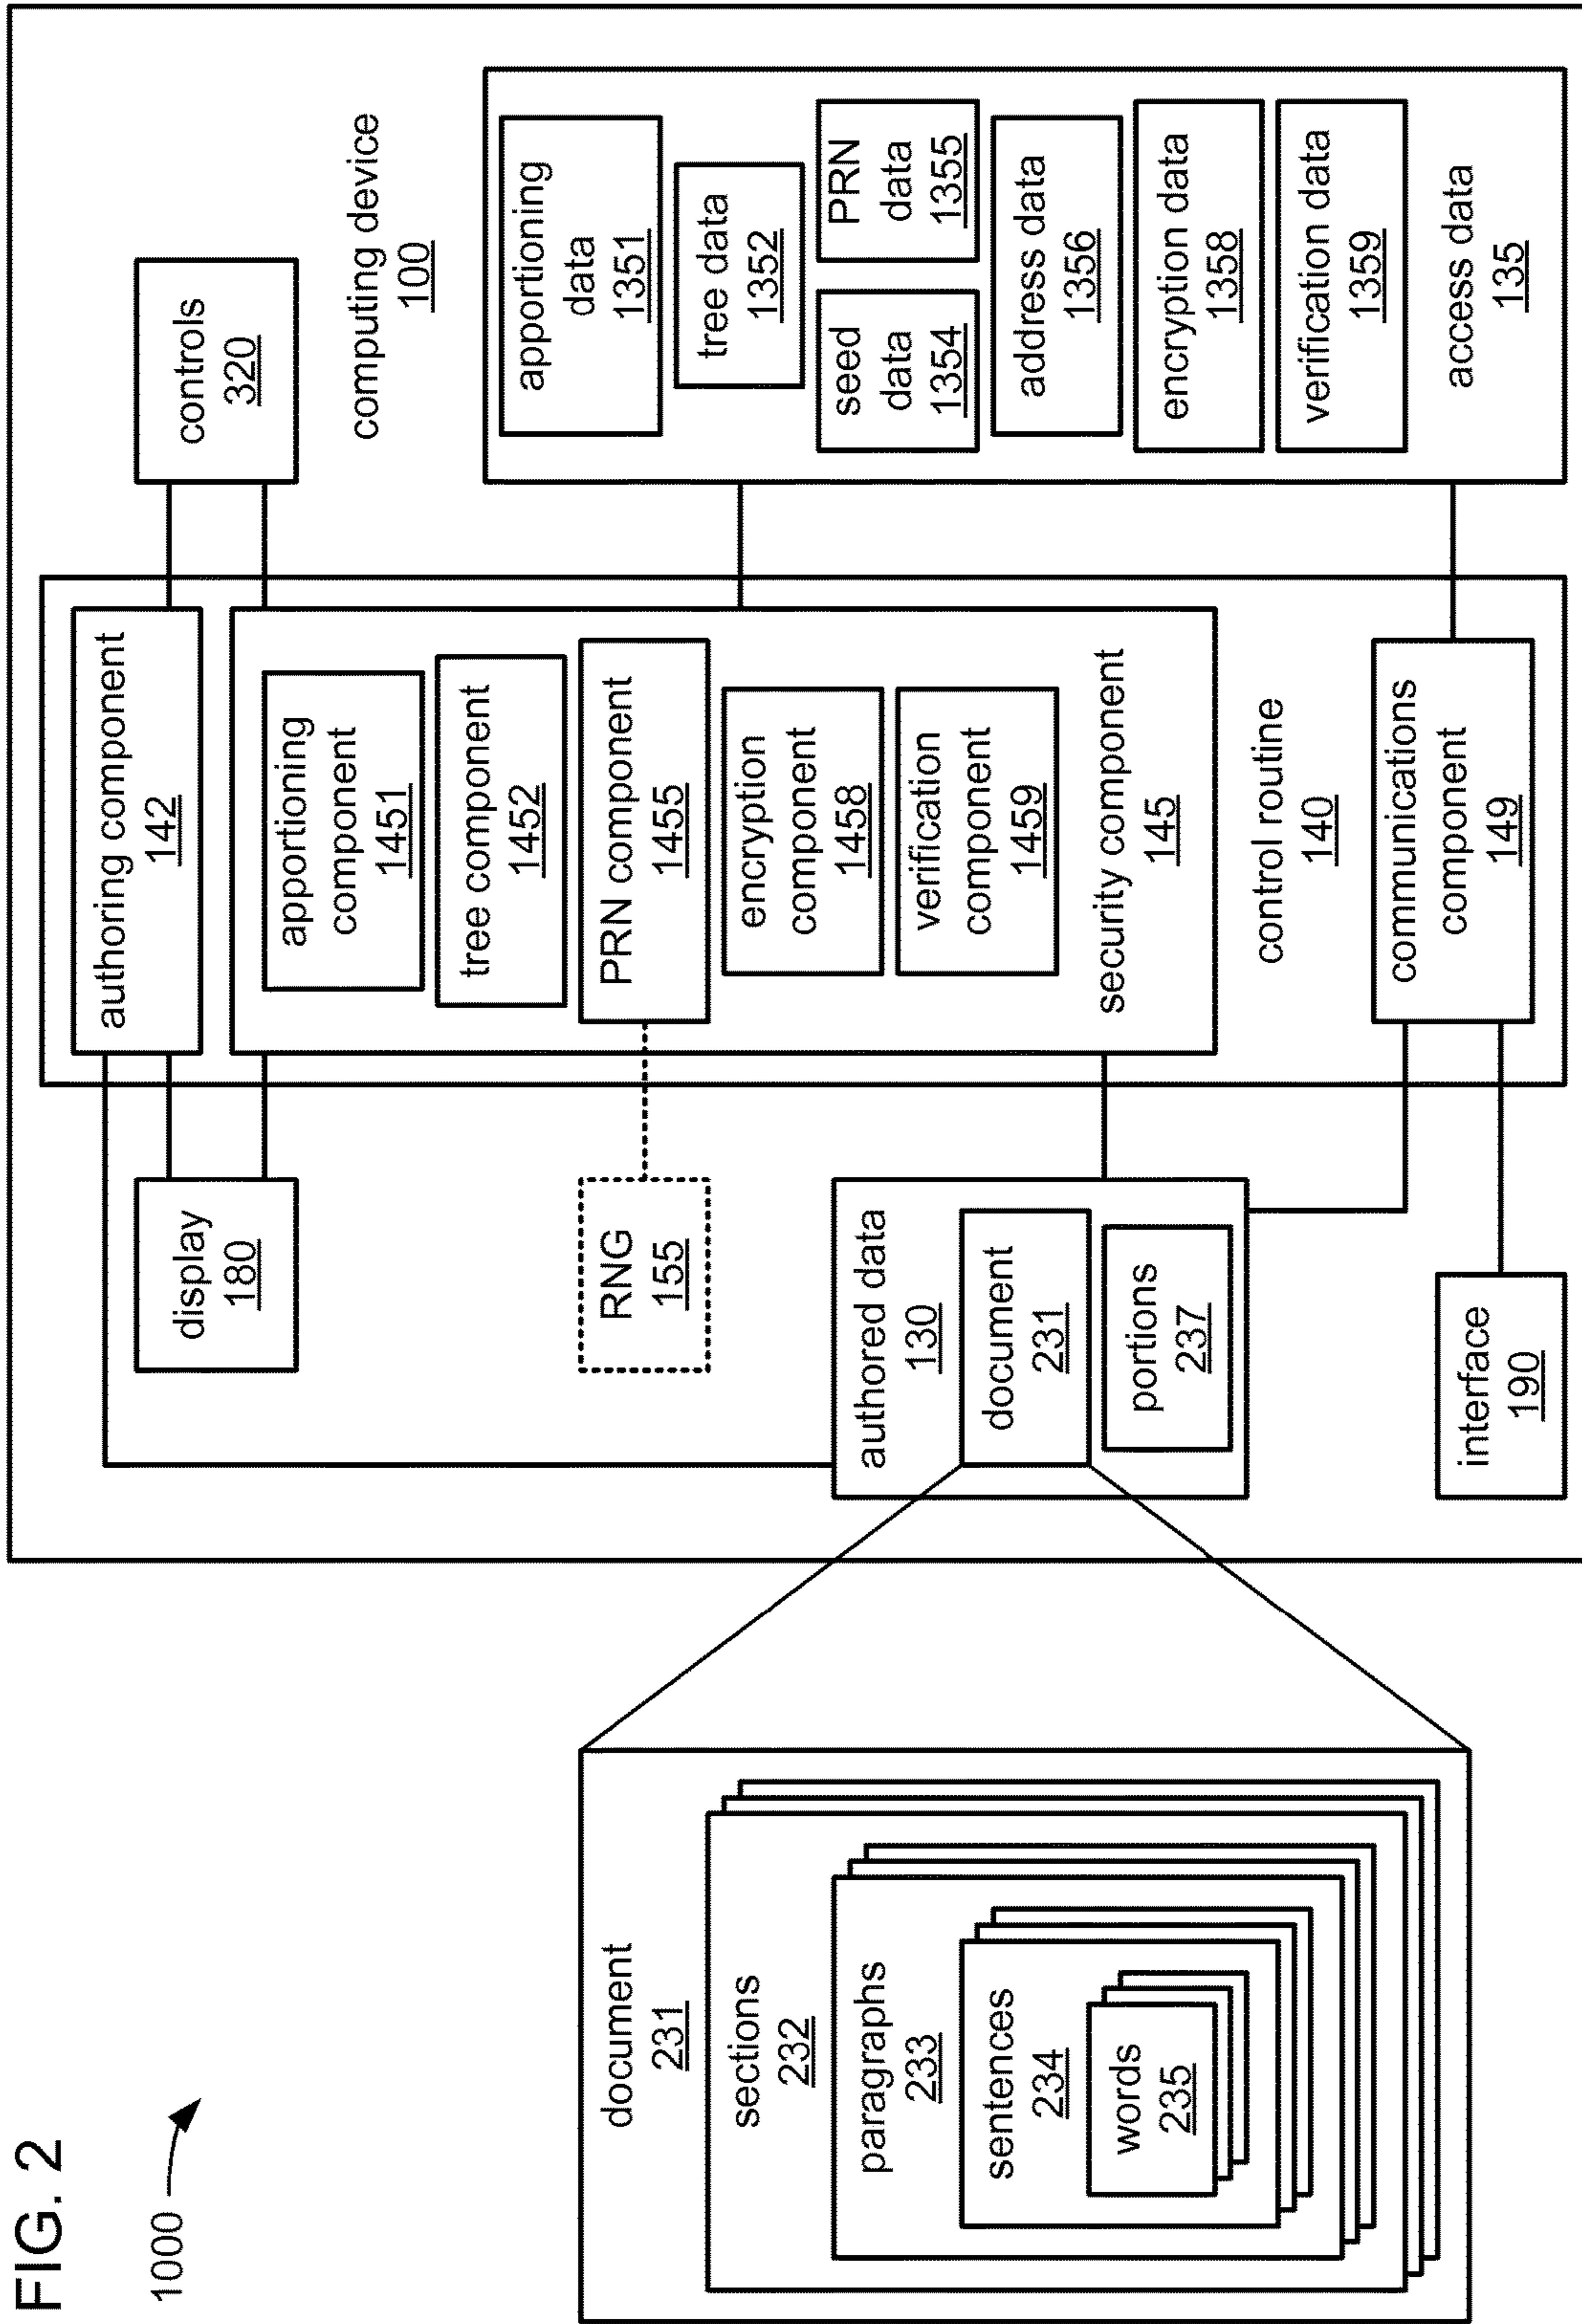 FIG. 2
1000
document
231
sections
232
paragraphs
233
sentences
234
words
235
display
180
RNG
155
authored data
130
document
231
portions
237
interface
190
authoring component
142
apportioning
component
1451
tree component
1452
PRN component
1455
encryption
component
1458
verification
component
1459
security component
145
control routine
140
communications
component
149
controls
320
computing device
100
apportioning
data
1351
tree data
1352
seed
data
1354
PRN
data
1355
address data
1356
encryption data
1358
verification data
1359
access data
135